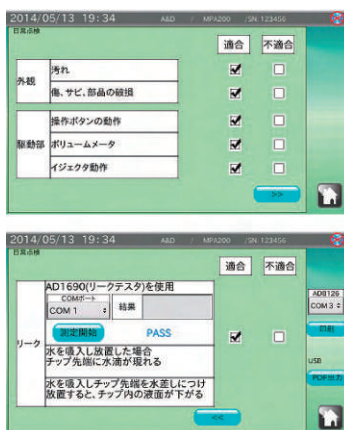 2014/05/13 19:34 A&D / MPA200 /SN:123456
日常点検
適合 不適合
外観
汚れ
傷、サビ、部品の破損
駆動部
操作ボタンの動作
ボリュームメータ
イジェクタ動作
>>
2014/05/13 19:34 A&D / MPA200 /SN:123456
日常点検
適合 不適合
AD1690(リークテスタ)を使用
COMポート
COM 1
結果
測定開始 PASS
リーク
水を吸入し放置した場合
チップ先端に水滴が現れる
水を吸入しチップ先端を水差しにつけ
放置すると、チップ内の液面が下がる
<<
AD8126
COM 3
印刷
USB
PDF出力